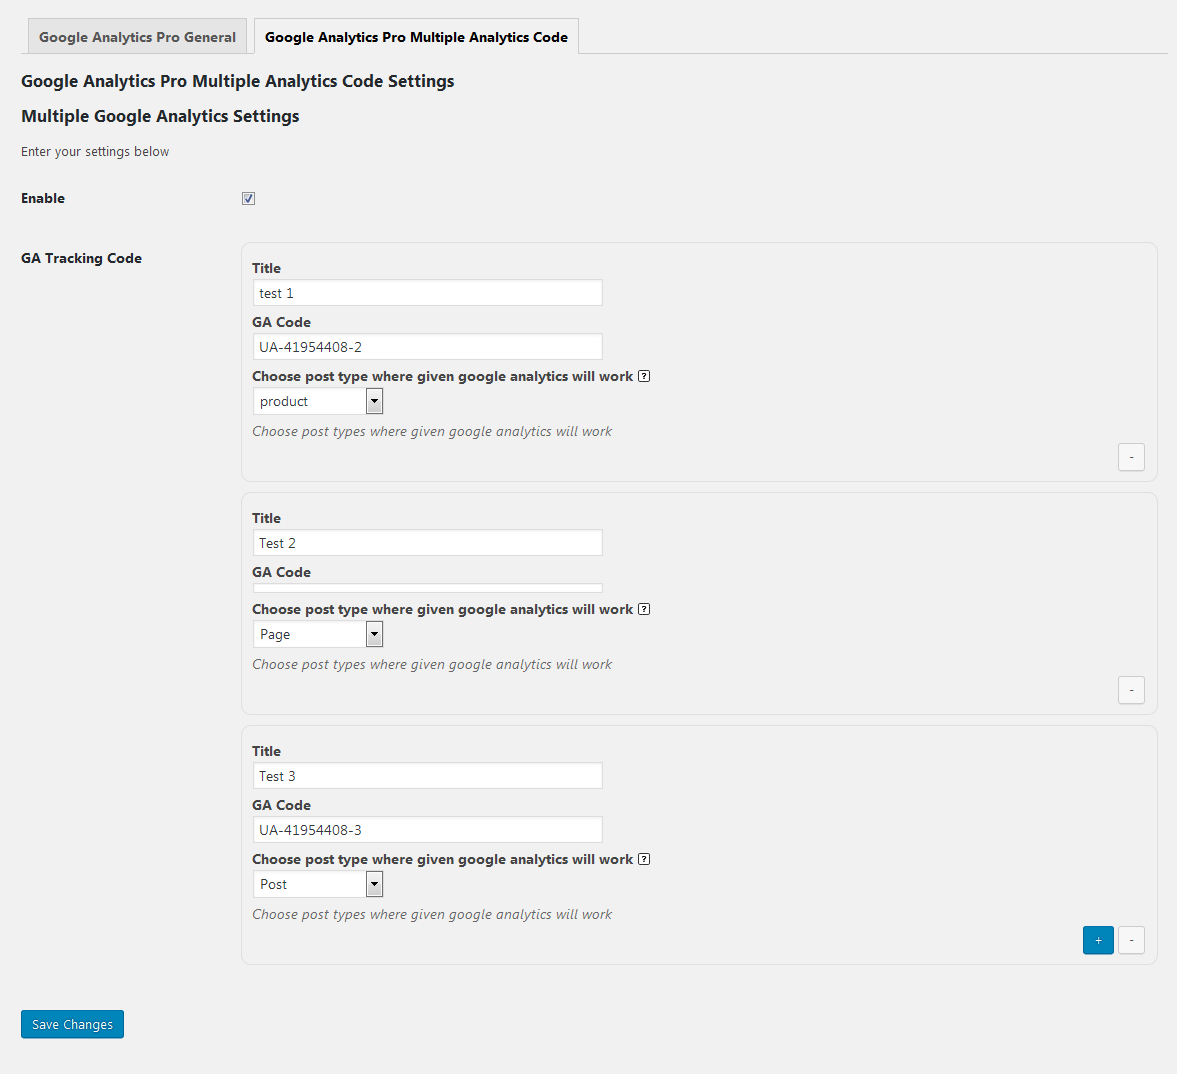 Google Analytics Pro General
Google Analytics Pro Multiple Analytics Code
Google Analytics Pro Multiple Analytics Code Settings
Multiple Google Analytics Settings
Enter your settings below
Enable
GA Tracking Code
Title
test 1
GA Code
UA-41954408-2
Choose post type where given google analytics will work ?
product
Choose post types where given google analytics will work
-
Title
Test 2
GA Code
Choose post type where given google analytics will work ?
Page
Choose post types where given google analytics will work
-
Title
Test 3
GA Code
UA-41954408-3
Choose post type where given google analytics will work ?
Post
Choose post types where given google analytics will work
+ -
Save Changes